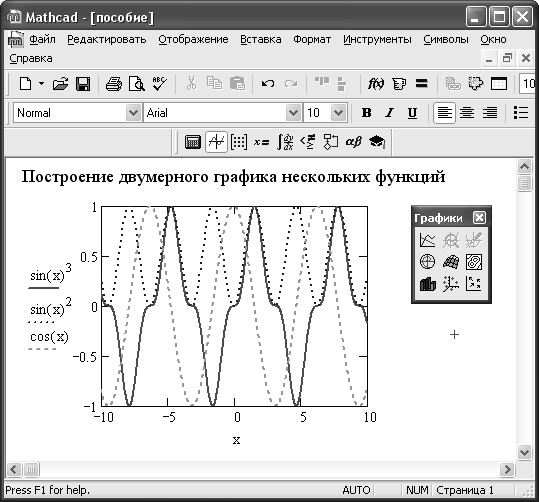 Mathcad - [пособие]
Файл Редактировать Отображение Вставка Формат Инструменты Символы Окно
Справка
10
Normal Arial 10 B I U
x= αβ
Построение двумерного графика нескольких функций
Графики
sin(x)³
sin(x)²
cos(x)
1
0.5
0
−0.5
−1
−10 −5 0 5 10
x
Press F1 for help. AUTO NUM Страница 1